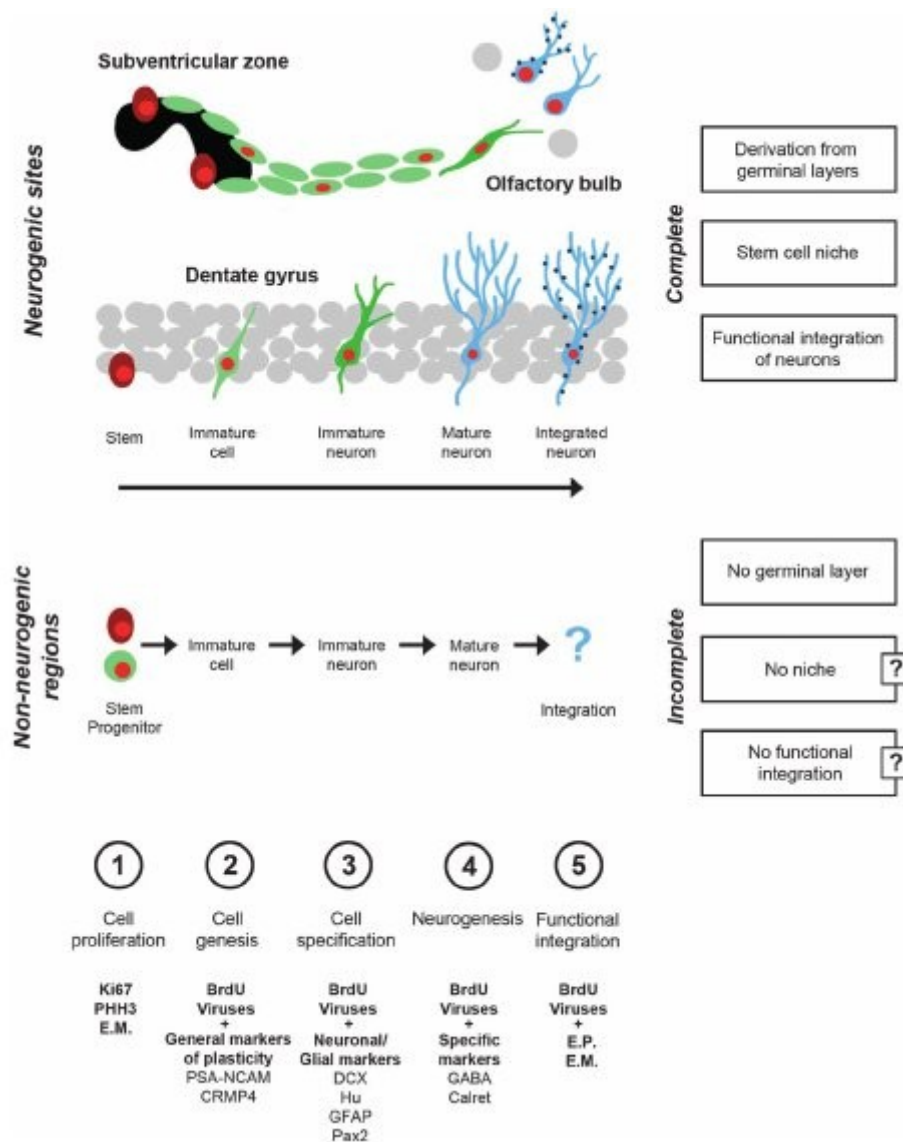 Neurogenic sites
Subventricular zone
Olfactory bulb
Dentate gyrus
Stem
Immature
cell
Immature
neuron
Mature
neuron
Integrated
neuron
Complete
Derivation from
germinal layers
Stem cell niche
Functional integration
of neurons
Non-neurogenic
regions
Stem
Progenitor
Immature
cell
Immature
neuron
Mature
neuron
?
Integration
Incomplete
No germinal layer
No niche
?
No functional
integration
?
1
Cell
proliferation
Ki67
PHH3
E.M.
2
Cell
genesis
BrdU
Viruses
+
General markers
of plasticity
PSA-NCAM
CRMP4
3
Cell
specification
BrdU
Viruses
+
Neuronal/
Glial markers
DCX
Hu
GFAP
Pax2
4
Neurogenesis
BrdU
Viruses
+
Specific
markers
GABA
Calret
5
Functional
integration
BrdU
Viruses
+
E.P.
E.M.